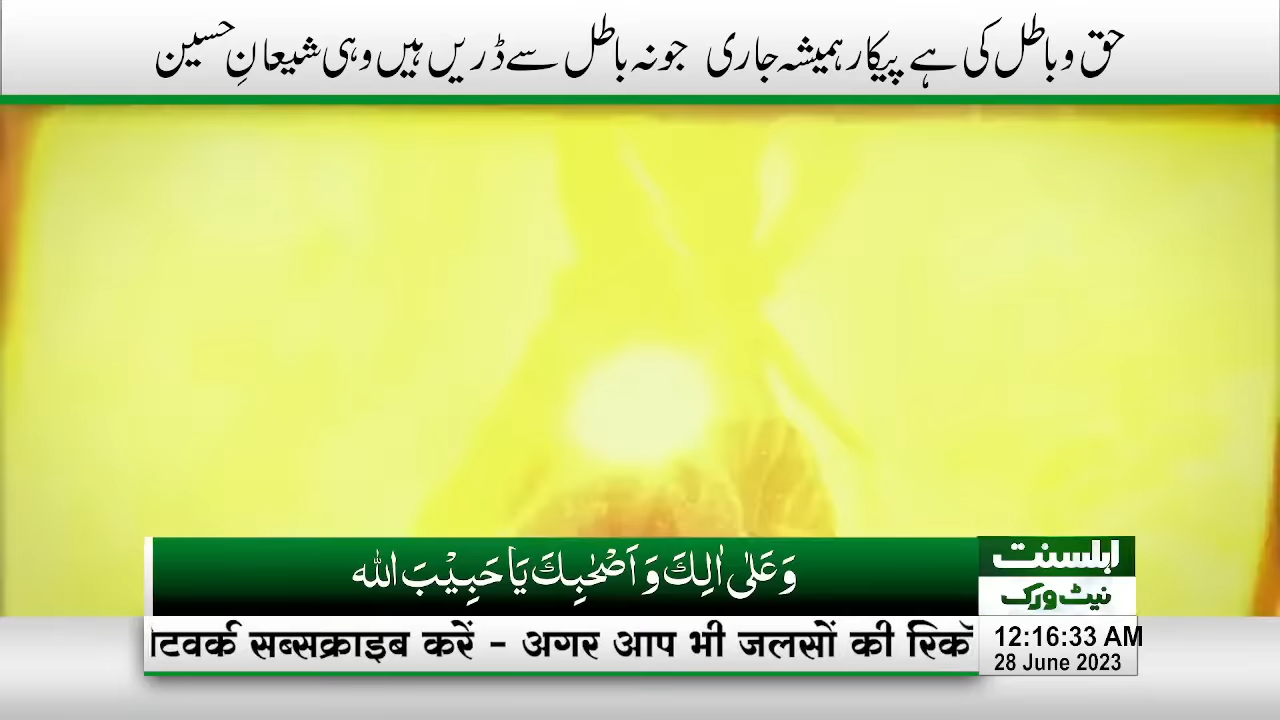 حق و باطل کی ہے پیکار ہمیشہ جاری جو نہ باطل سے ڈریں ہیں وہی شیعانِ حسین
وَعَلٰی اٰلِكَ وَاَصْحٰبِكَ يَا حَبِيْبَ الله
اہلسنت
نیٹ ورک
टवर्क सब्सक्राइब करें - अगर आप भी जलसों की रिकॉ
12:16:33 AM
28 June 2023